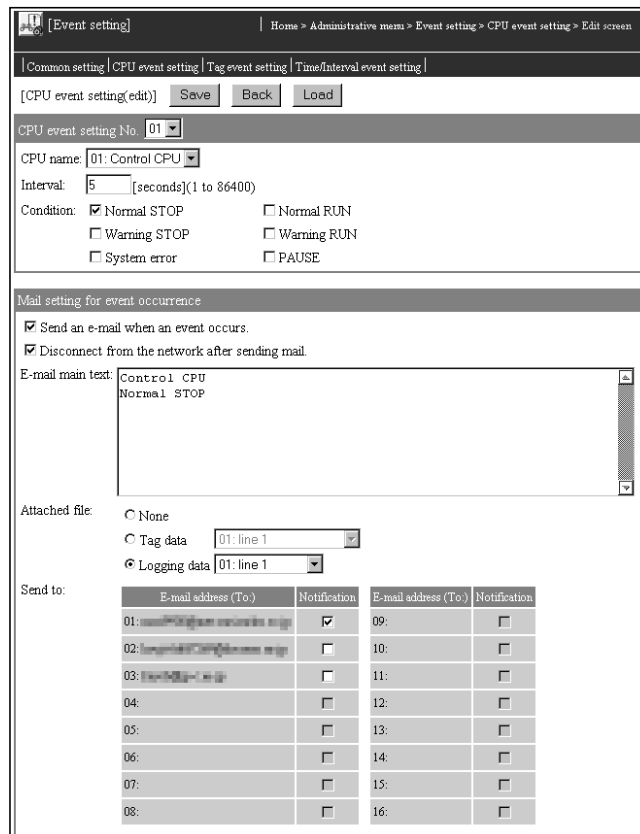 [Event setting]
Home > Administrative menu > Event setting > CPU event setting > Edit screen
Common setting | CPU event setting | Tag event setting | Time/Interval event setting
[CPU event setting(edit)] Save Back Load
CPU event setting No. 01
CPU name: 01: Control CPU
Interval: 5 [seconds](1 to 86400)
Condition: Normal STOP Normal RUN
Warning STOP Warning RUN
System error PAUSE
Mail setting for event occurrence
Send an e-mail when an event occurs.
Disconnect from the network after sending mail.
E-mail main text: Control CPU
Normal STOP
Attached file: None
Tag data 01: line 1
Logging data 01: line 1
Send to:
E-mail address (To:) Notification E-mail address (To:) Notification
01: 09:
02: 10:
03: 11:
04: 12:
05: 13:
06: 14:
07: 15:
08: 16: